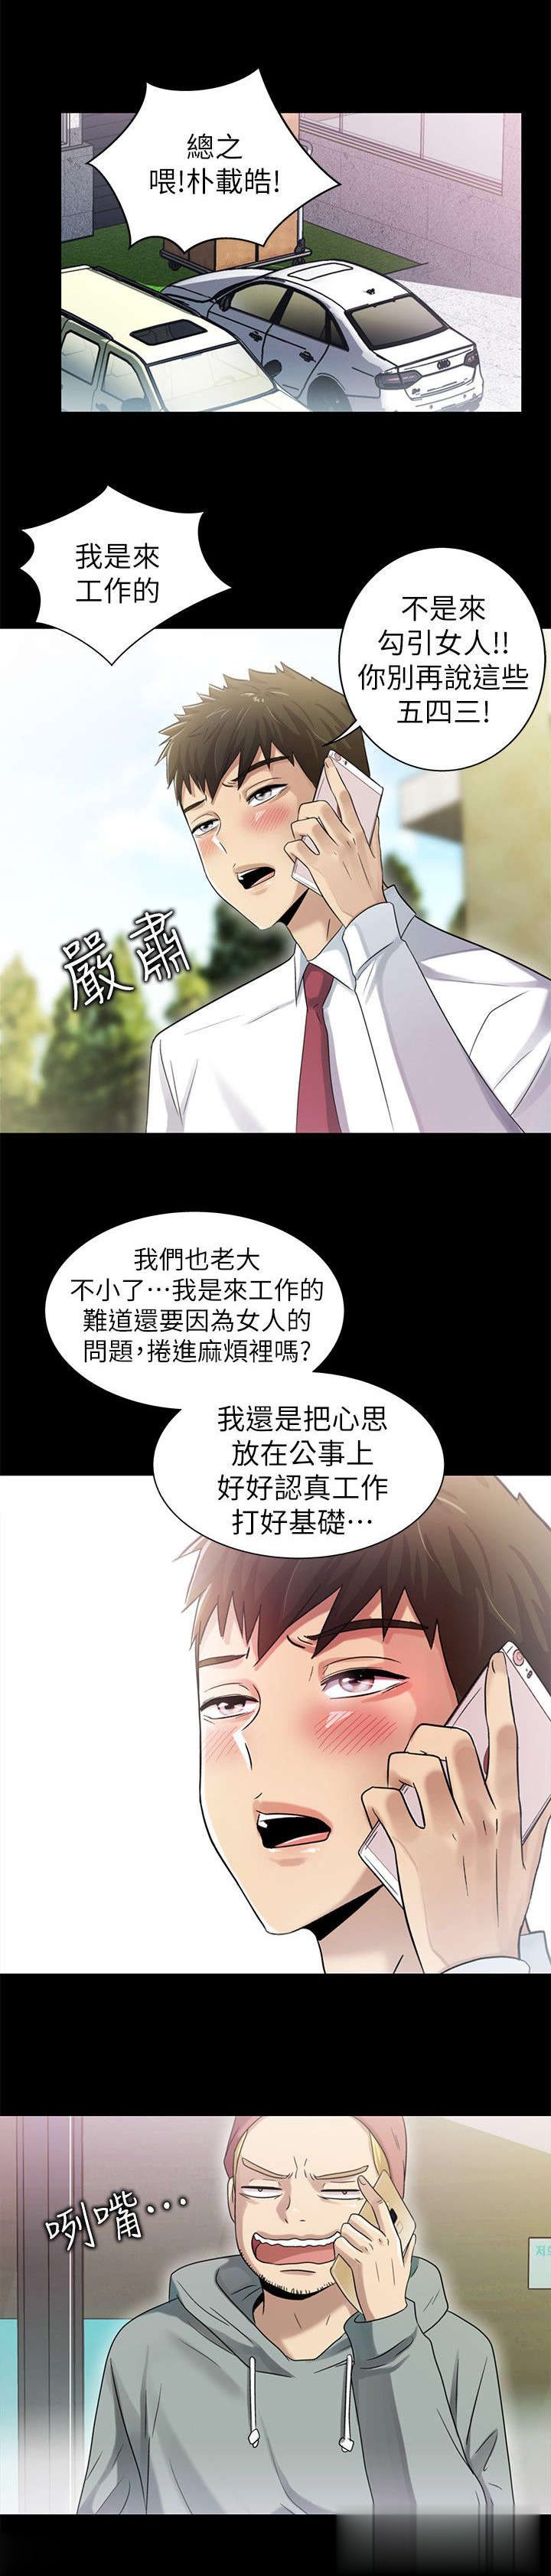 總之
喂!朴載皓!
我是來
工作的
不是來
勾引女人!!
你別再說這些
五四三!
嚴肅
我們也老大
不小了⋯我是來工作的
難道還要因為女人的
問題,捲進麻煩裡嗎?
我還是把心思
放在公事上
好好認真工作
打好基礎⋯
咧嘴⋯